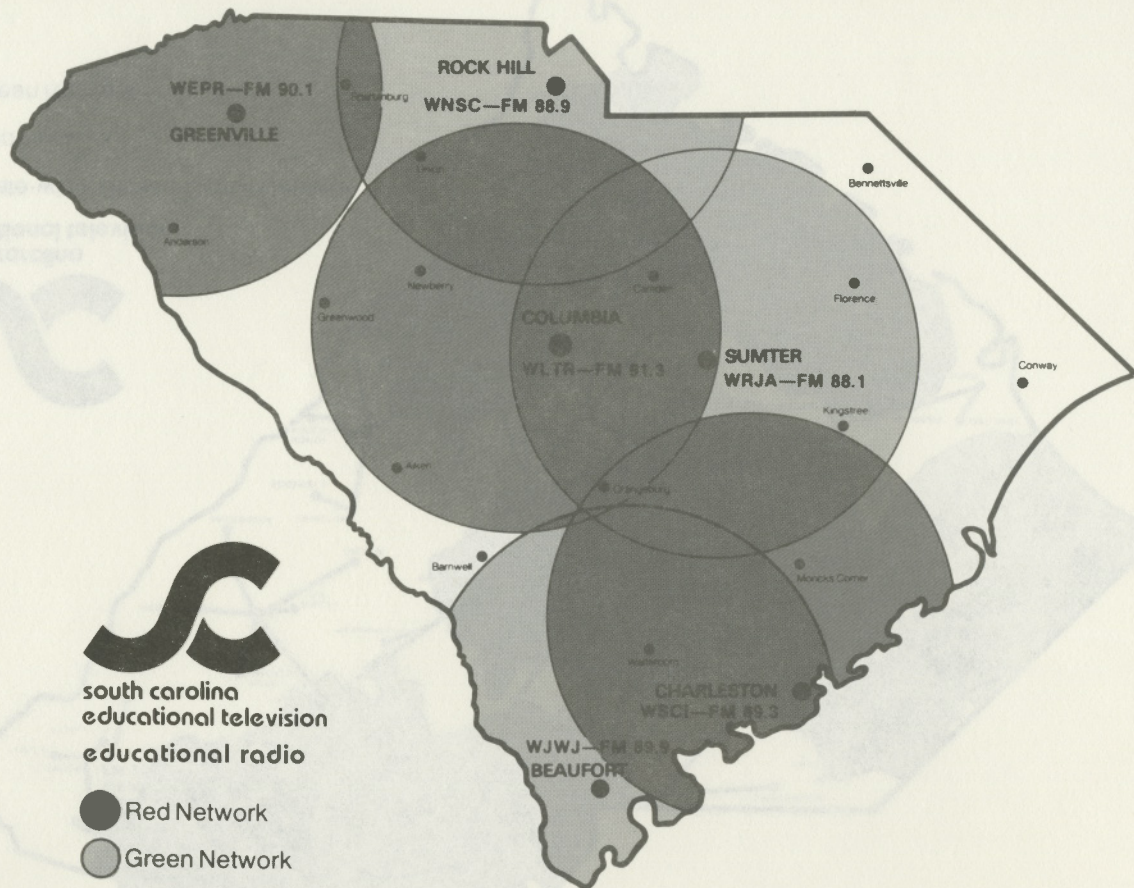 ROCK HILL
WNSC—FM 88.9
WEPR—FM 90.1
GREENVILLE
Spartanburg
Union
Bennettsville
Anderson
Newberry
Camden
Florence
Greenwood
COLUMBIA
WLTR—FM 91.3
SUMTER
WRJA—FM 88.1
Conway
Kingstree
Aiken
Orangeburg
Barnwell
Moncks Corner
Walterboro
CHARLESTON
WSCI—FM 89.3
WJWJ—FM 89.9
BEAUFORT
south carolina
educational television
educational radio
Red Network
Green Network